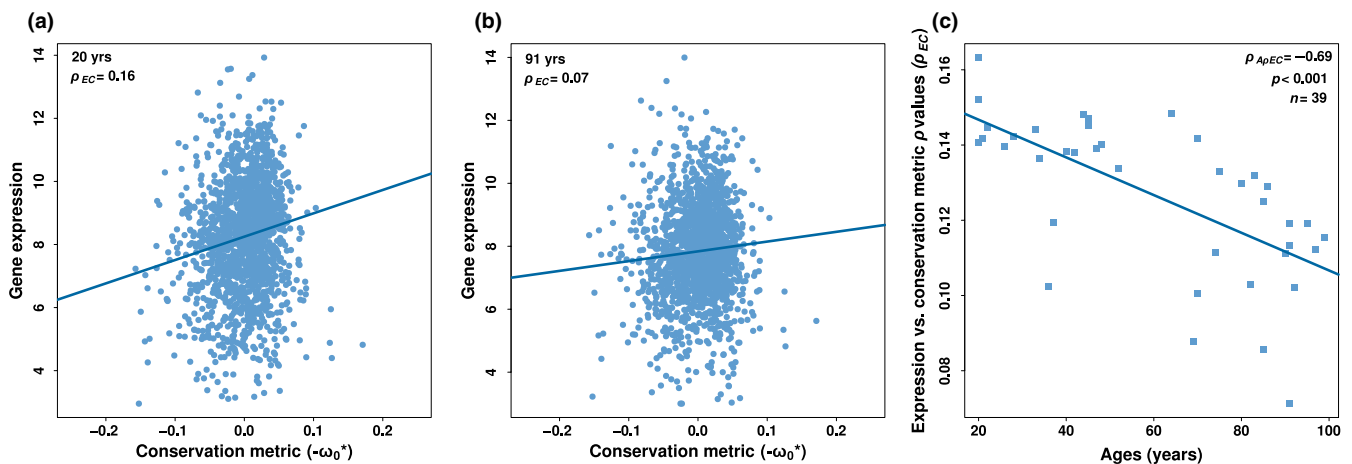 (a)
20 yrs
ρ EC = 0.16
Gene expression
14
12
10
8
6
4
−0.2 −0.1 0.0 0.1 0.2
Conservation metric (-ω0*)
(b)
91 yrs
ρ EC = 0.07
Gene expression
14
12
10
8
6
4
−0.2 −0.1 0.0 0.1 0.2
Conservation metric (-ω0*)
(c)
ρ AρEC = −0.69
p < 0.001
n = 39
Expression vs. conservation metric ρ values (ρ EC)
0.16
0.14
0.12
0.10
0.08
20 40 60 80 100
Ages (years)